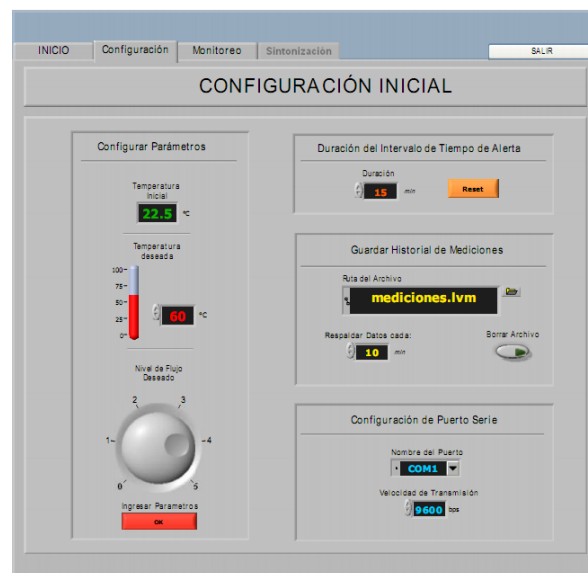 INICIO
Configuración
Monitoreo
Sintonización
SALIR
CONFIGURACIÓN INICIAL
Configurar Parámetros
Temperatura
Inicial
22.5 ºC
Temperatura
deseada
100
75
50
25
0
60 ºC
Nivel de Flujo
Deseado
0
1
2
3
4
5
Ingresar Parametros
OK
Duración del Intervalo de Tiempo de Alerta
Duración
15 min
Reset
Guardar Historial de Mediciones
Ruta del Archivo
mediciones.lvm
Respaldar Datos cada:
10 min
Borrar Archivo
Configuración de Puerto Serie
Nombre del Puerto
COM1
Velocidad de Transmisión
9600 bps